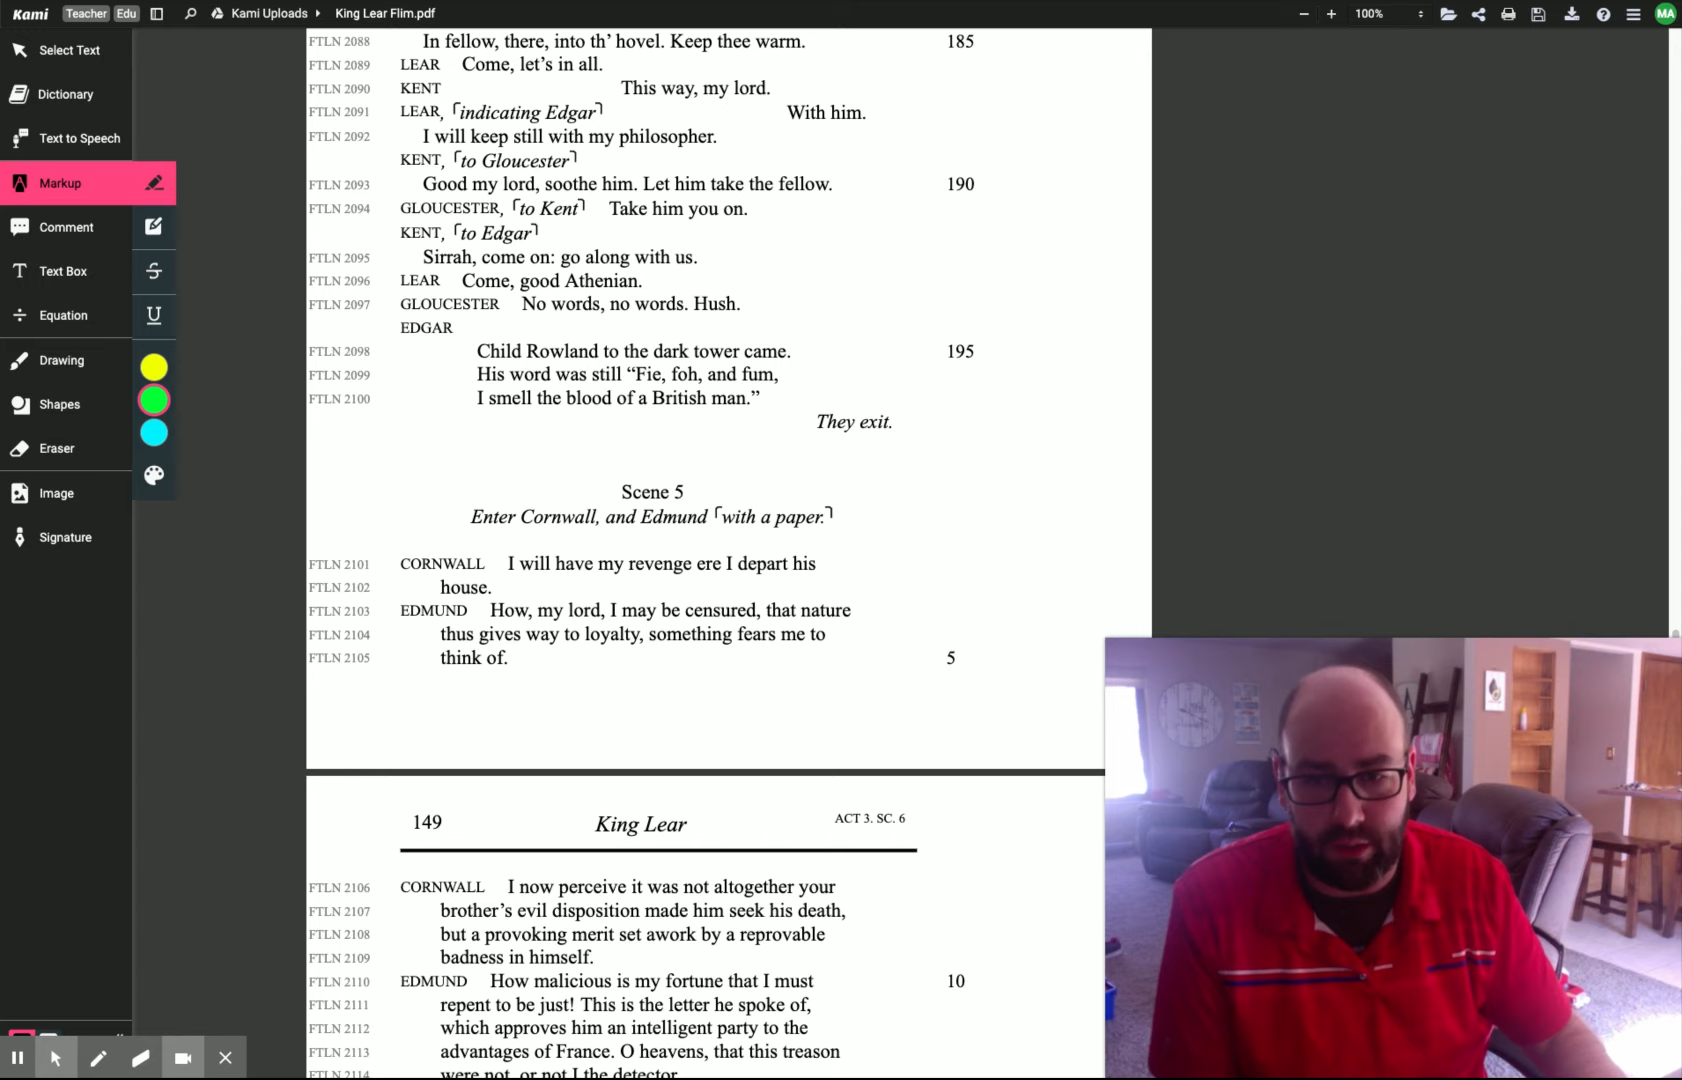 Kami Teacher Edu Kami Uploads King Lear Flim.pdf 100% MA
Select Text
Dictionary
Text to Speech
Markup
Comment
Text Box
Equation
Drawing
Shapes
Eraser
Image
Signature
FTLN 2088 In fellow, there, into th’ hovel. Keep thee warm. 185
FTLN 2089 LEAR Come, let’s in all.
FTLN 2090 KENT This way, my lord.
FTLN 2091 LEAR, ⌜indicating Edgar⌝ With him.
FTLN 2092 I will keep still with my philosopher.
KENT, ⌜to Gloucester⌝
FTLN 2093 Good my lord, soothe him. Let him take the fellow. 190
FTLN 2094 GLOUCESTER, ⌜to Kent⌝ Take him you on.
KENT, ⌜to Edgar⌝
FTLN 2095 Sirrah, come on: go along with us.
FTLN 2096 LEAR Come, good Athenian.
FTLN 2097 GLOUCESTER No words, no words. Hush.
EDGAR
FTLN 2098 Child Rowland to the dark tower came. 195
FTLN 2099 His word was still “Fie, foh, and fum,
FTLN 2100 I smell the blood of a British man.”
They exit.
Scene 5
Enter Cornwall, and Edmund ⌜with a paper.⌝
FTLN 2101 CORNWALL I will have my revenge ere I depart his
FTLN 2102 house.
FTLN 2103 EDMUND How, my lord, I may be censured, that nature
FTLN 2104 thus gives way to loyalty, something fears me to
FTLN 2105 think of. 5
149 King Lear ACT 3. SC. 6
FTLN 2106 CORNWALL I now perceive it was not altogether your
FTLN 2107 brother’s evil disposition made him seek his death,
FTLN 2108 but a provoking merit set awork by a reprovable
FTLN 2109 badness in himself.
FTLN 2110 EDMUND How malicious is my fortune that I must 10
FTLN 2111 repent to be just! This is the letter he spoke of,
FTLN 2112 which approves him an intelligent party to the
FTLN 2113 advantages of France. O heavens, that this treason
FTLN 2114 were not, or not I the detector